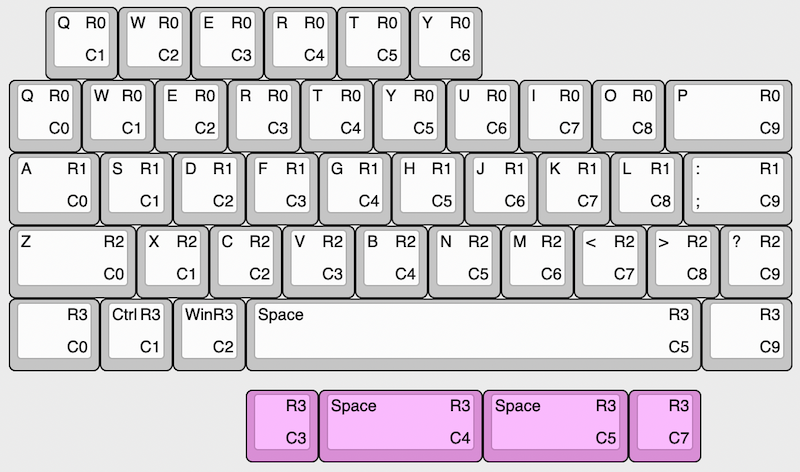 Q R0 W R0 E R0 R R0 T R0 Y R0
C1 C2 C3 C4 C5 C6
Q R0 W R0 E R0 R R0 T R0 Y R0 U R0 I R0 O R0 P R0
C0 C1 C2 C3 C4 C5 C6 C7 C8 C9
A R1 S R1 D R1 F R1 G R1 H R1 J R1 K R1 L R1 : R1
C0 C1 C2 C3 C4 C5 C6 C7 C8 ; C9
Z R2 X R2 C R2 V R2 B R2 N R2 M R2 < R2 > R2 ? R2
C0 C1 C2 C3 C4 C5 C6 C7 C8 C9
R3 Ctrl R3 Win R3 Space R3 R3
C0 C1 C2 C5 C9
R3 Space R3 Space R3 R3
C3 C4 C5 C7